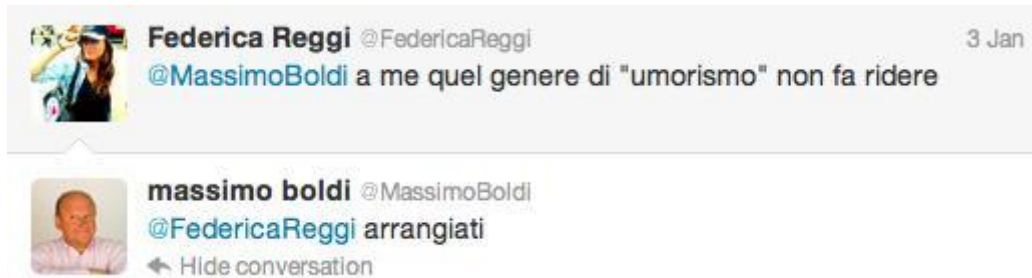 Federica Reggi @FedericaReggi 3 Jan
@MassimoBoldi a me quel genere di "umorismo" non fa ridere
massimo boldi @MassimoBoldi
@FedericaReggi arrangiati
Hide conversation